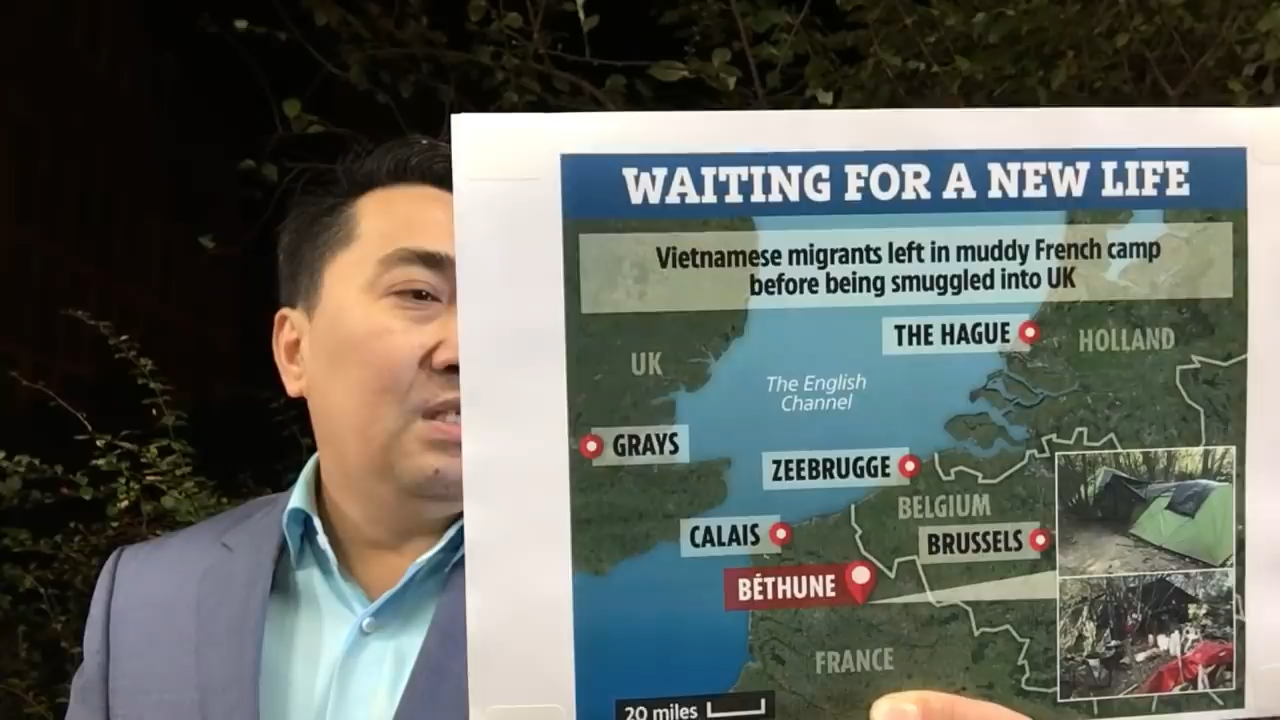 WAITING FOR A NEW LIFE
Vietnamese migrants left in muddy French camp
before being smuggled into UK
THE HAGUE
HOLLAND
UK
The English
Channel
GRAYS
ZEEBRUGGE
BELGIUM
CALAIS
BRUSSELS
BÉTHUNE
FRANCE
20 miles